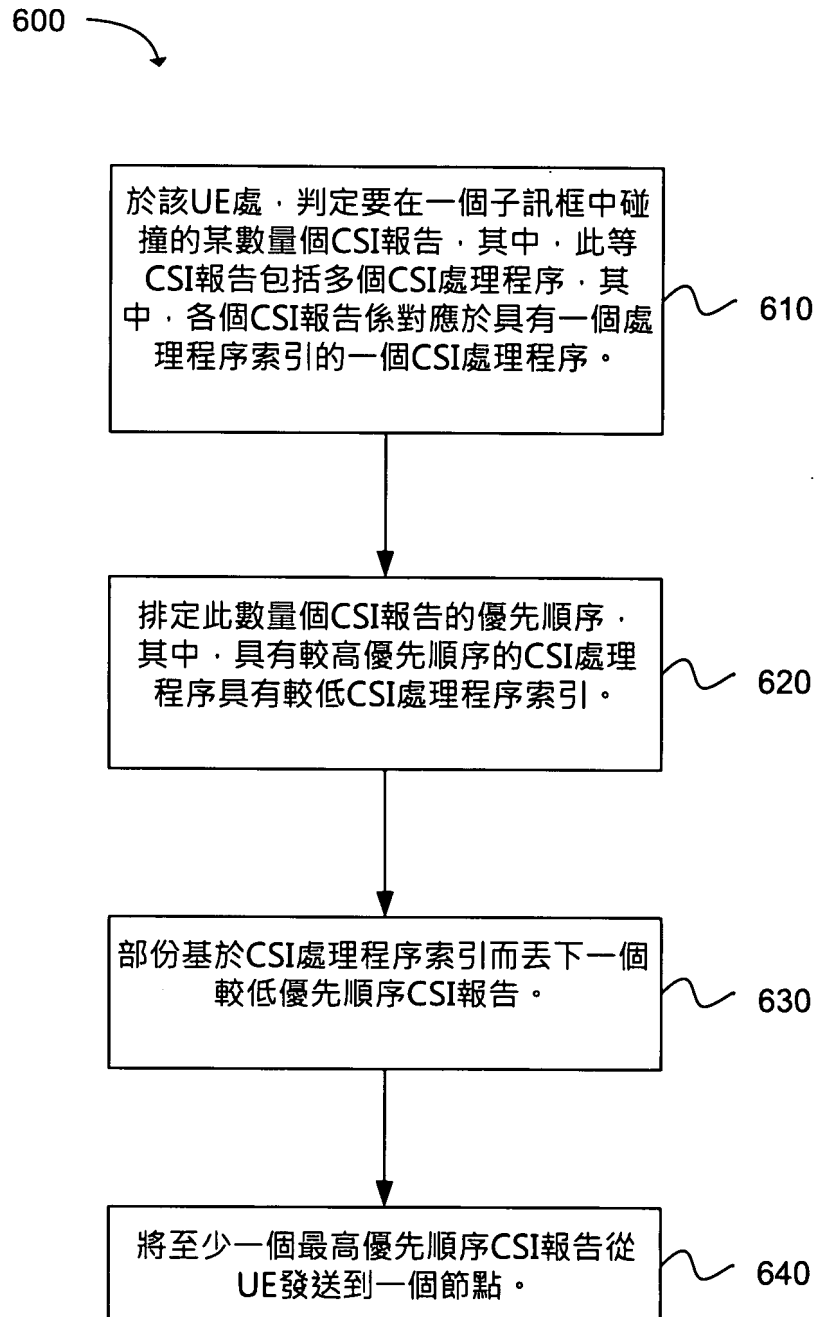 600
於該UE處，判定要在一個子訊框中碰
撞的某數量個CSI報告，其中，此等
CSI報告包括多個CSI處理程序，其
中，各個CSI報告係對應於具有一個處
理程序索引的一個CSI處理程序。
610
排定此數量個CSI報告的優先順序，
其中，具有較高優先順序的CSI處理
程序具有較低CSI處理程序索引。
620
部份基於CSI處理程序索引而丟下一個
較低優先順序CSI報告。
630
將至少一個最高優先順序CSI報告從
UE發送到一個節點。
640